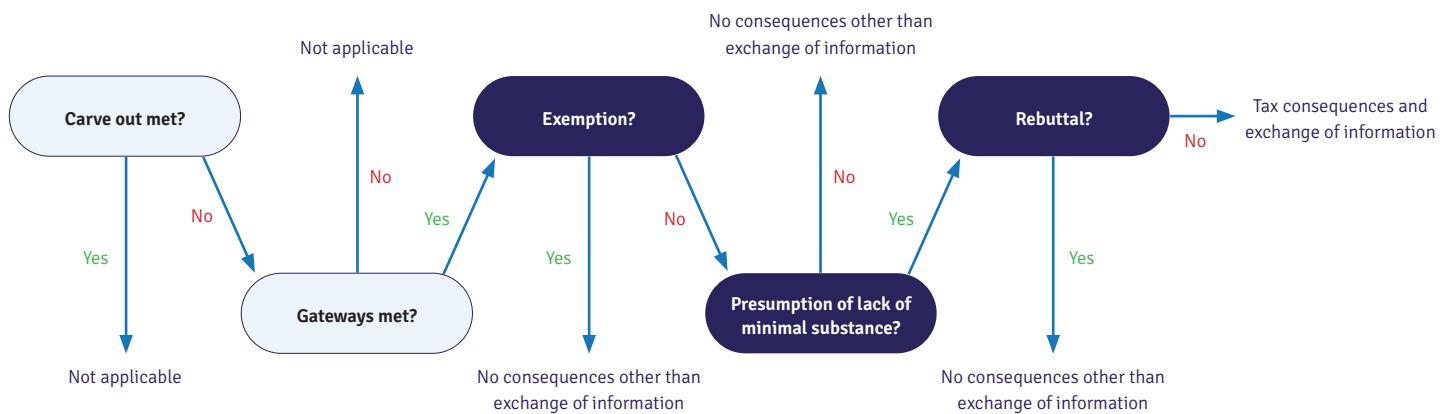 No consequences other than
exchange of information
Not applicable
Carve out met?
Exemption?
Rebuttal?
Tax consequences and
exchange of information
No
No
No
No
Yes
No
Yes
Yes
Yes
Yes
Gateways met?
Presumption of lack of
minimal substance?
Not applicable
No consequences other than
exchange of information
No consequences other than
exchange of information